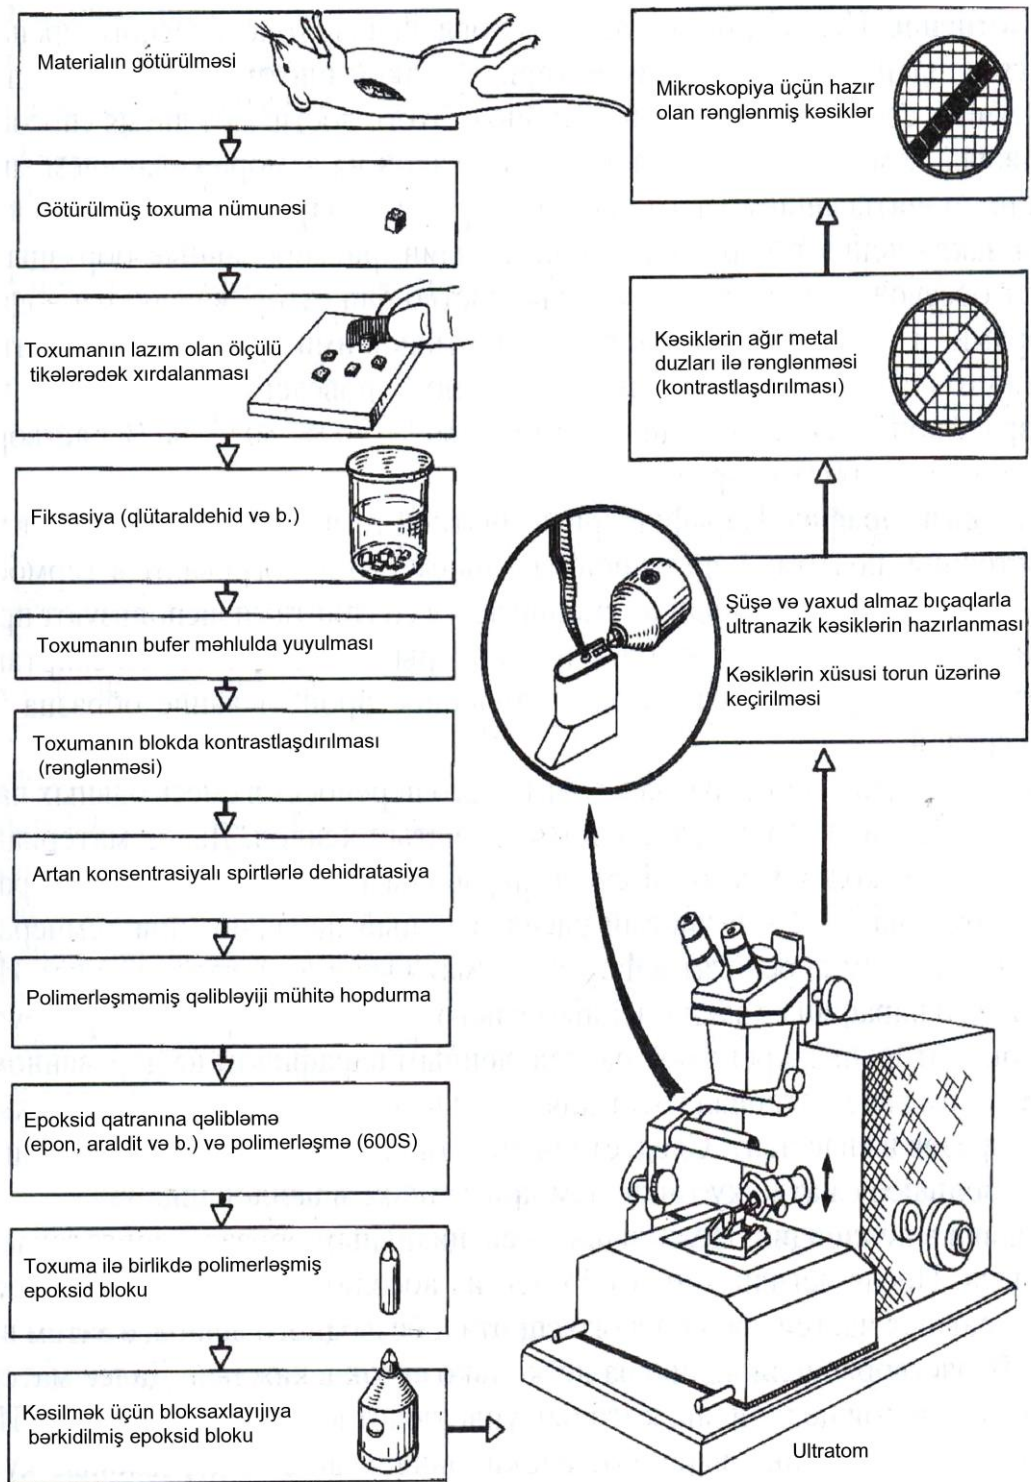 Materialın götürülməsi
Götürülmüş toxuma nümunəsi
Toxumanın lazım olan ölçülü
tikələrədək xırdalanması
Fiksasiya (qlütaraldehid və b.)
Toxumanın bufer məhlulda yuyulması
Toxumanın blokda kontrastlaşdırılması
(rənglənməsi)
Artan konsentrasiyalı spirtlərlə dehidratasiya
Polimerləşməmiş qəlibləyiji mühitə hopdurma
Epoksid qatranına qəlibləmə
(epon, araldit və b.) və polimerləşmə (600S)
Toxuma ilə birlikdə polimerləşmiş
epoksid bloku
Kəsilmək üçün bloksaxlayıjıya
bərkidilmiş epoksid bloku
Ultratom
Şüşə və yaxud almaz bıçaqlarla
ultranazik kəsiklərin hazırlanması
Kəsiklərin xüsusi torun üzərinə
keçirilməsi
Kəsiklərin ağır metal
duzları ilə rənglənməsi
(kontrastlaşdırılması)
Mikroskopiya üçün hazır
olan rənglənmiş kəsiklər